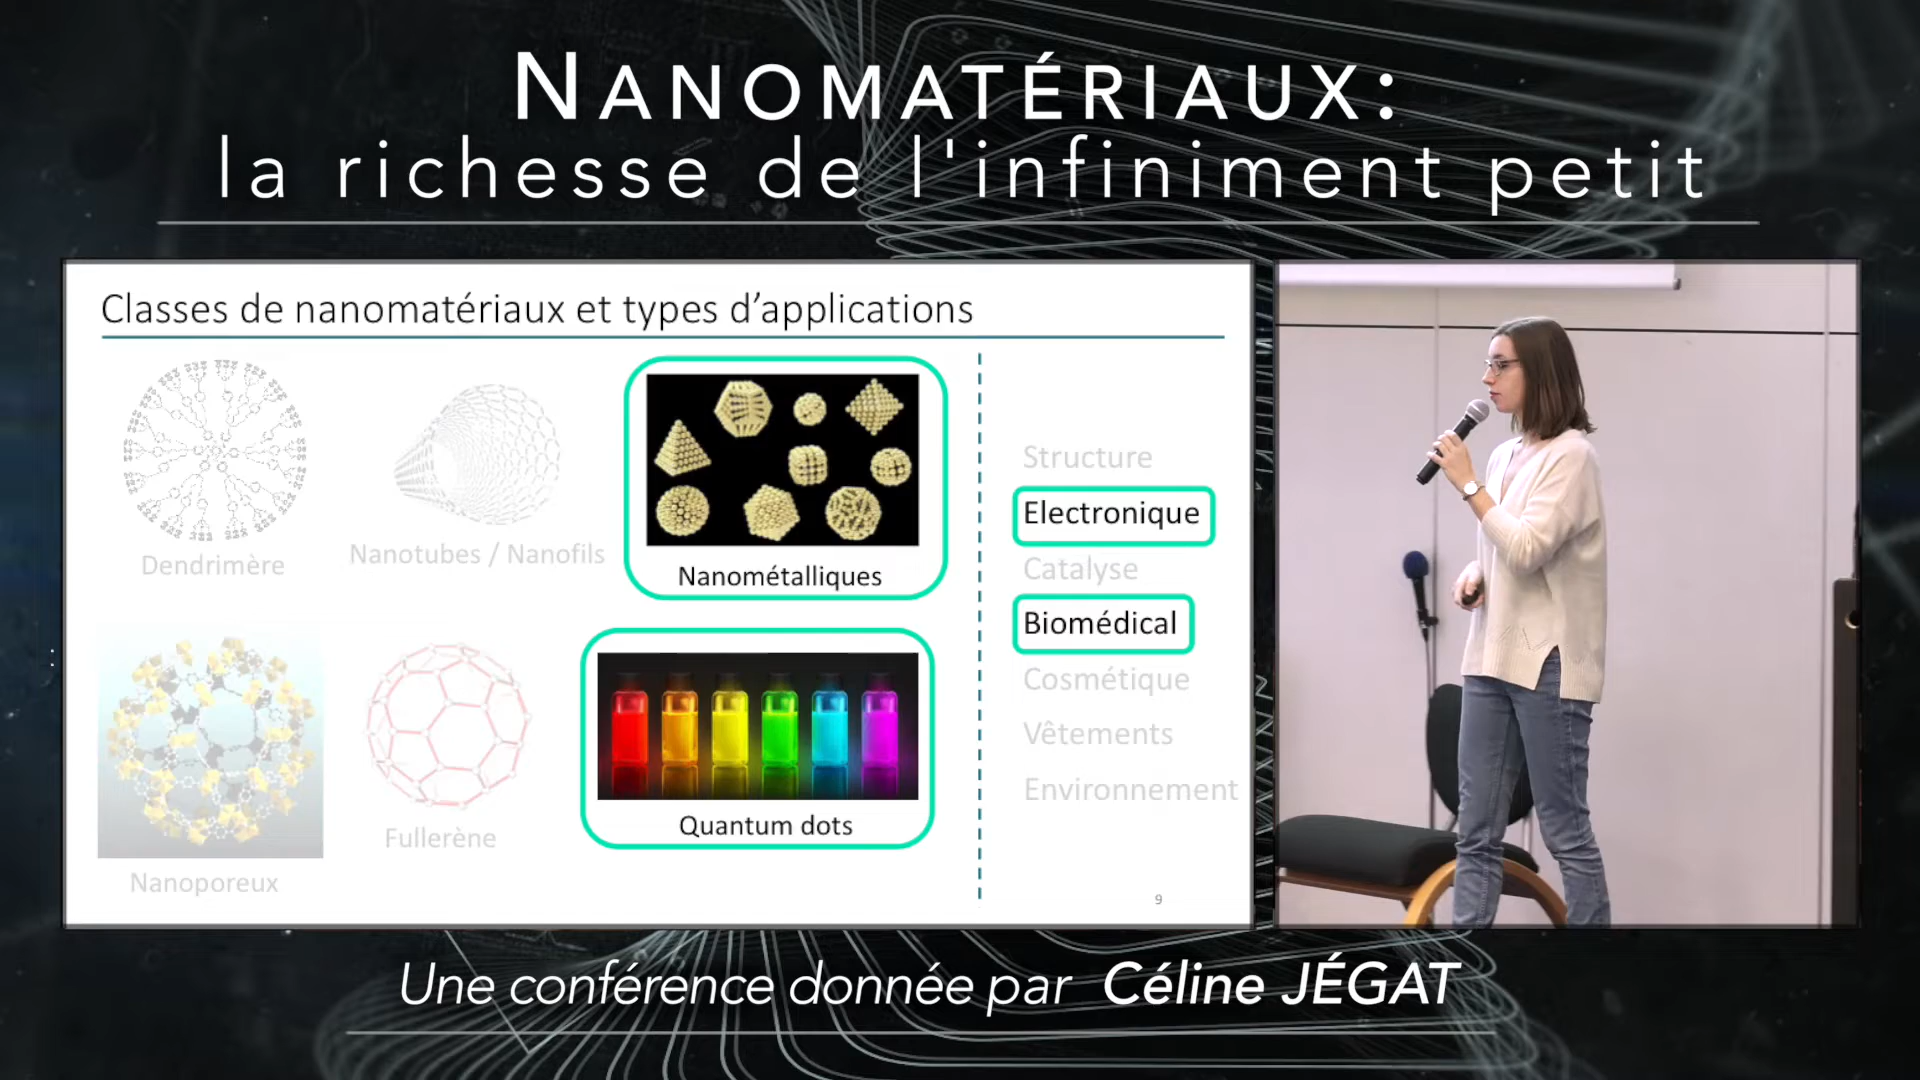 NANOMATÉRIAUX:
la richesse de l'infiniment petit
Classes de nanomatériaux et types d’applications
Dendrimère
Nanotubes / Nanofils
Nanométalliques
Nanoporeux
Fullerène
Quantum dots
Structure
Electronique
Catalyse
Biomédical
Cosmétique
Vêtements
Environnement
9
Une conférence donnée par Céline JÉGAT